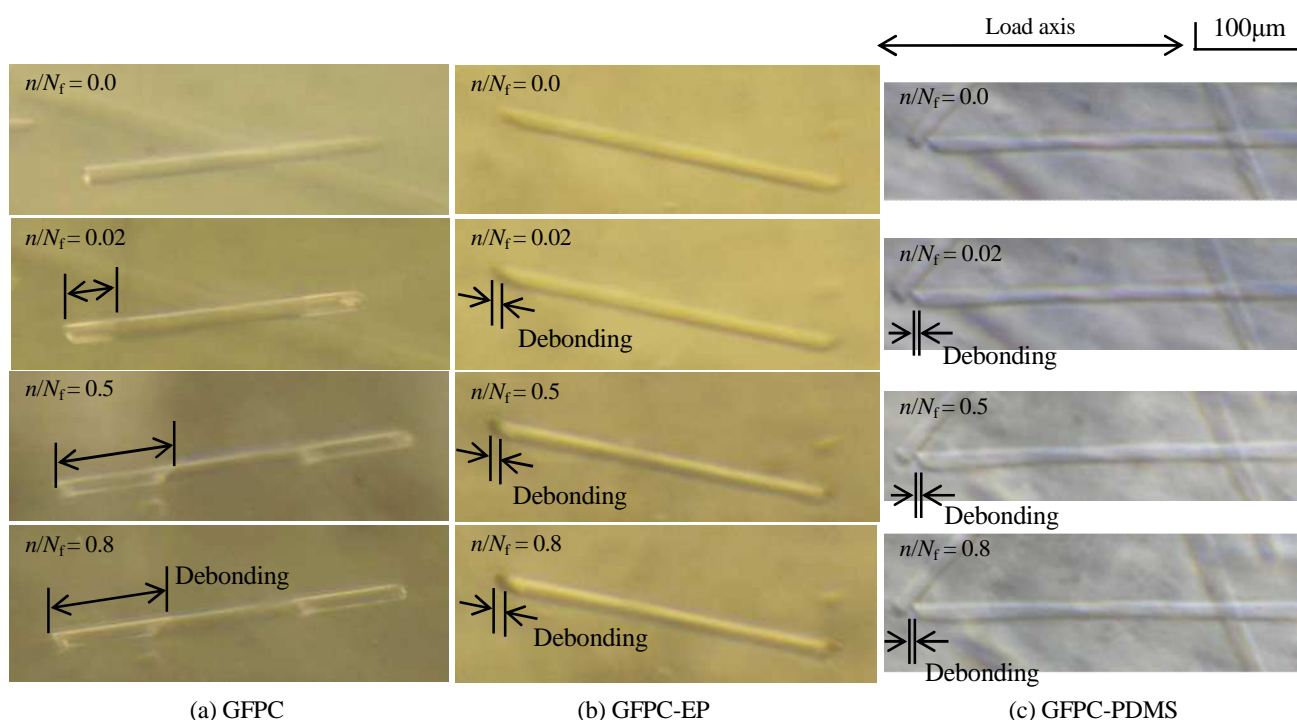 Load axis
100μm
n/Nf = 0.0
n/Nf = 0.02
n/Nf = 0.5
n/Nf = 0.8
Debonding
(a) GFPC
n/Nf = 0.0
n/Nf = 0.02
Debonding
n/Nf = 0.5
Debonding
n/Nf = 0.8
Debonding
(b) GFPC-EP
n/Nf = 0.0
n/Nf = 0.02
Debonding
n/Nf = 0.5
Debonding
n/Nf = 0.8
Debonding
(c) GFPC-PDMS